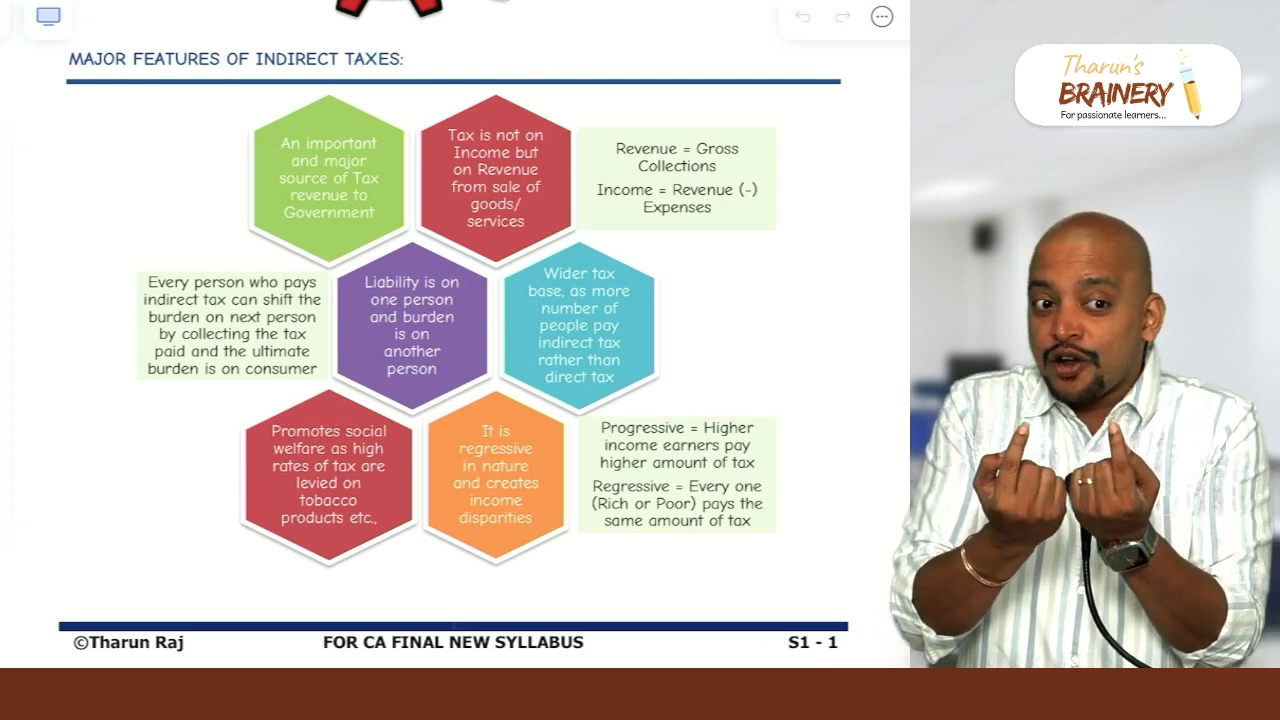 MAJOR FEATURES OF INDIRECT TAXES:
An important
and major
source of Tax
revenue to
Government
Tax is not on
Income but
on Revenue
from sale of
goods/
services
Revenue = Gross
Collections
Income = Revenue (-)
Expenses
Every person who pays
indirect tax can shift the
burden on next person
by collecting the tax
paid and the ultimate
burden is on consumer
Liability is on
one person
and burden
is on
another
person
Wider tax
base, as more
number of
people pay
indirect tax
rather than
direct tax
Promotes social
welfare as high
rates of tax are
levied on
tobacco
products etc.,
It is
regressive
in nature
and creates
income
disparities
Progressive = Higher
income earners pay
higher amount of tax
Regressive = Every one
(Rich or Poor) pays the
same amount of tax
©Tharun Raj
FOR CA FINAL NEW SYLLABUS
S1 - 1
Tharun's
BRAINERY
For passionate learners...